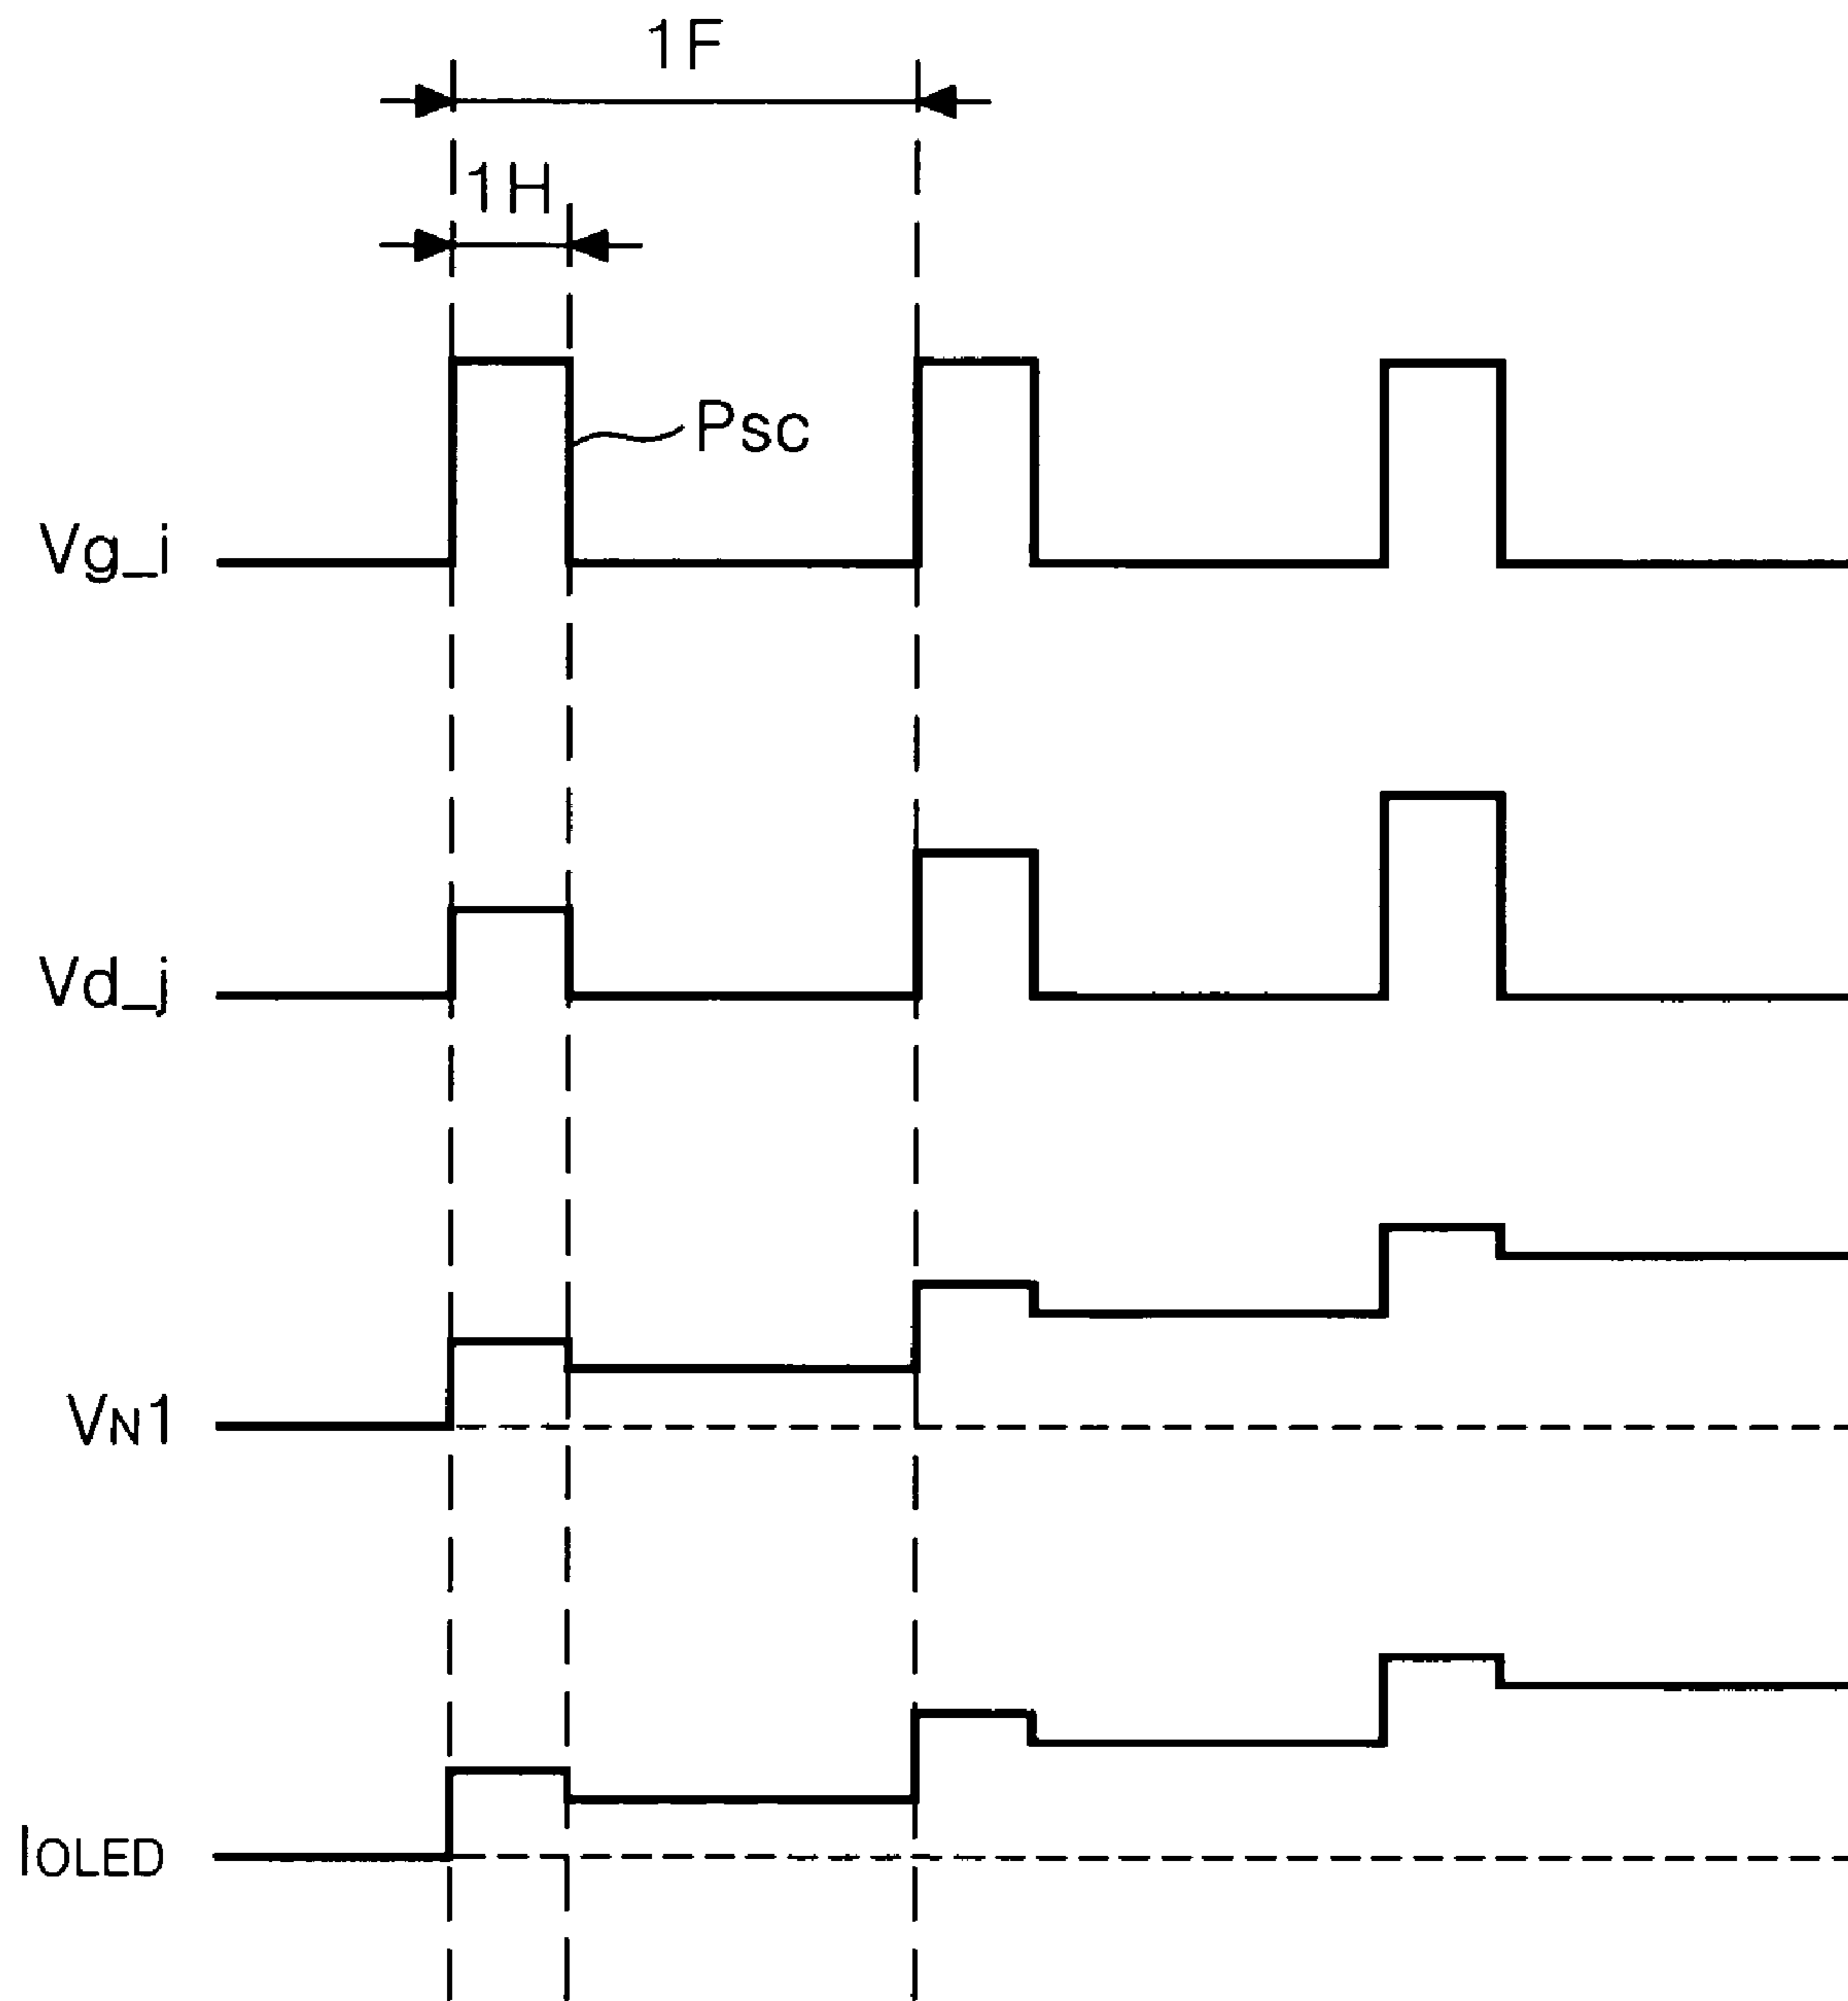 1F
1H
Psc
Vg_i
Vd_j
VN1
IOLED